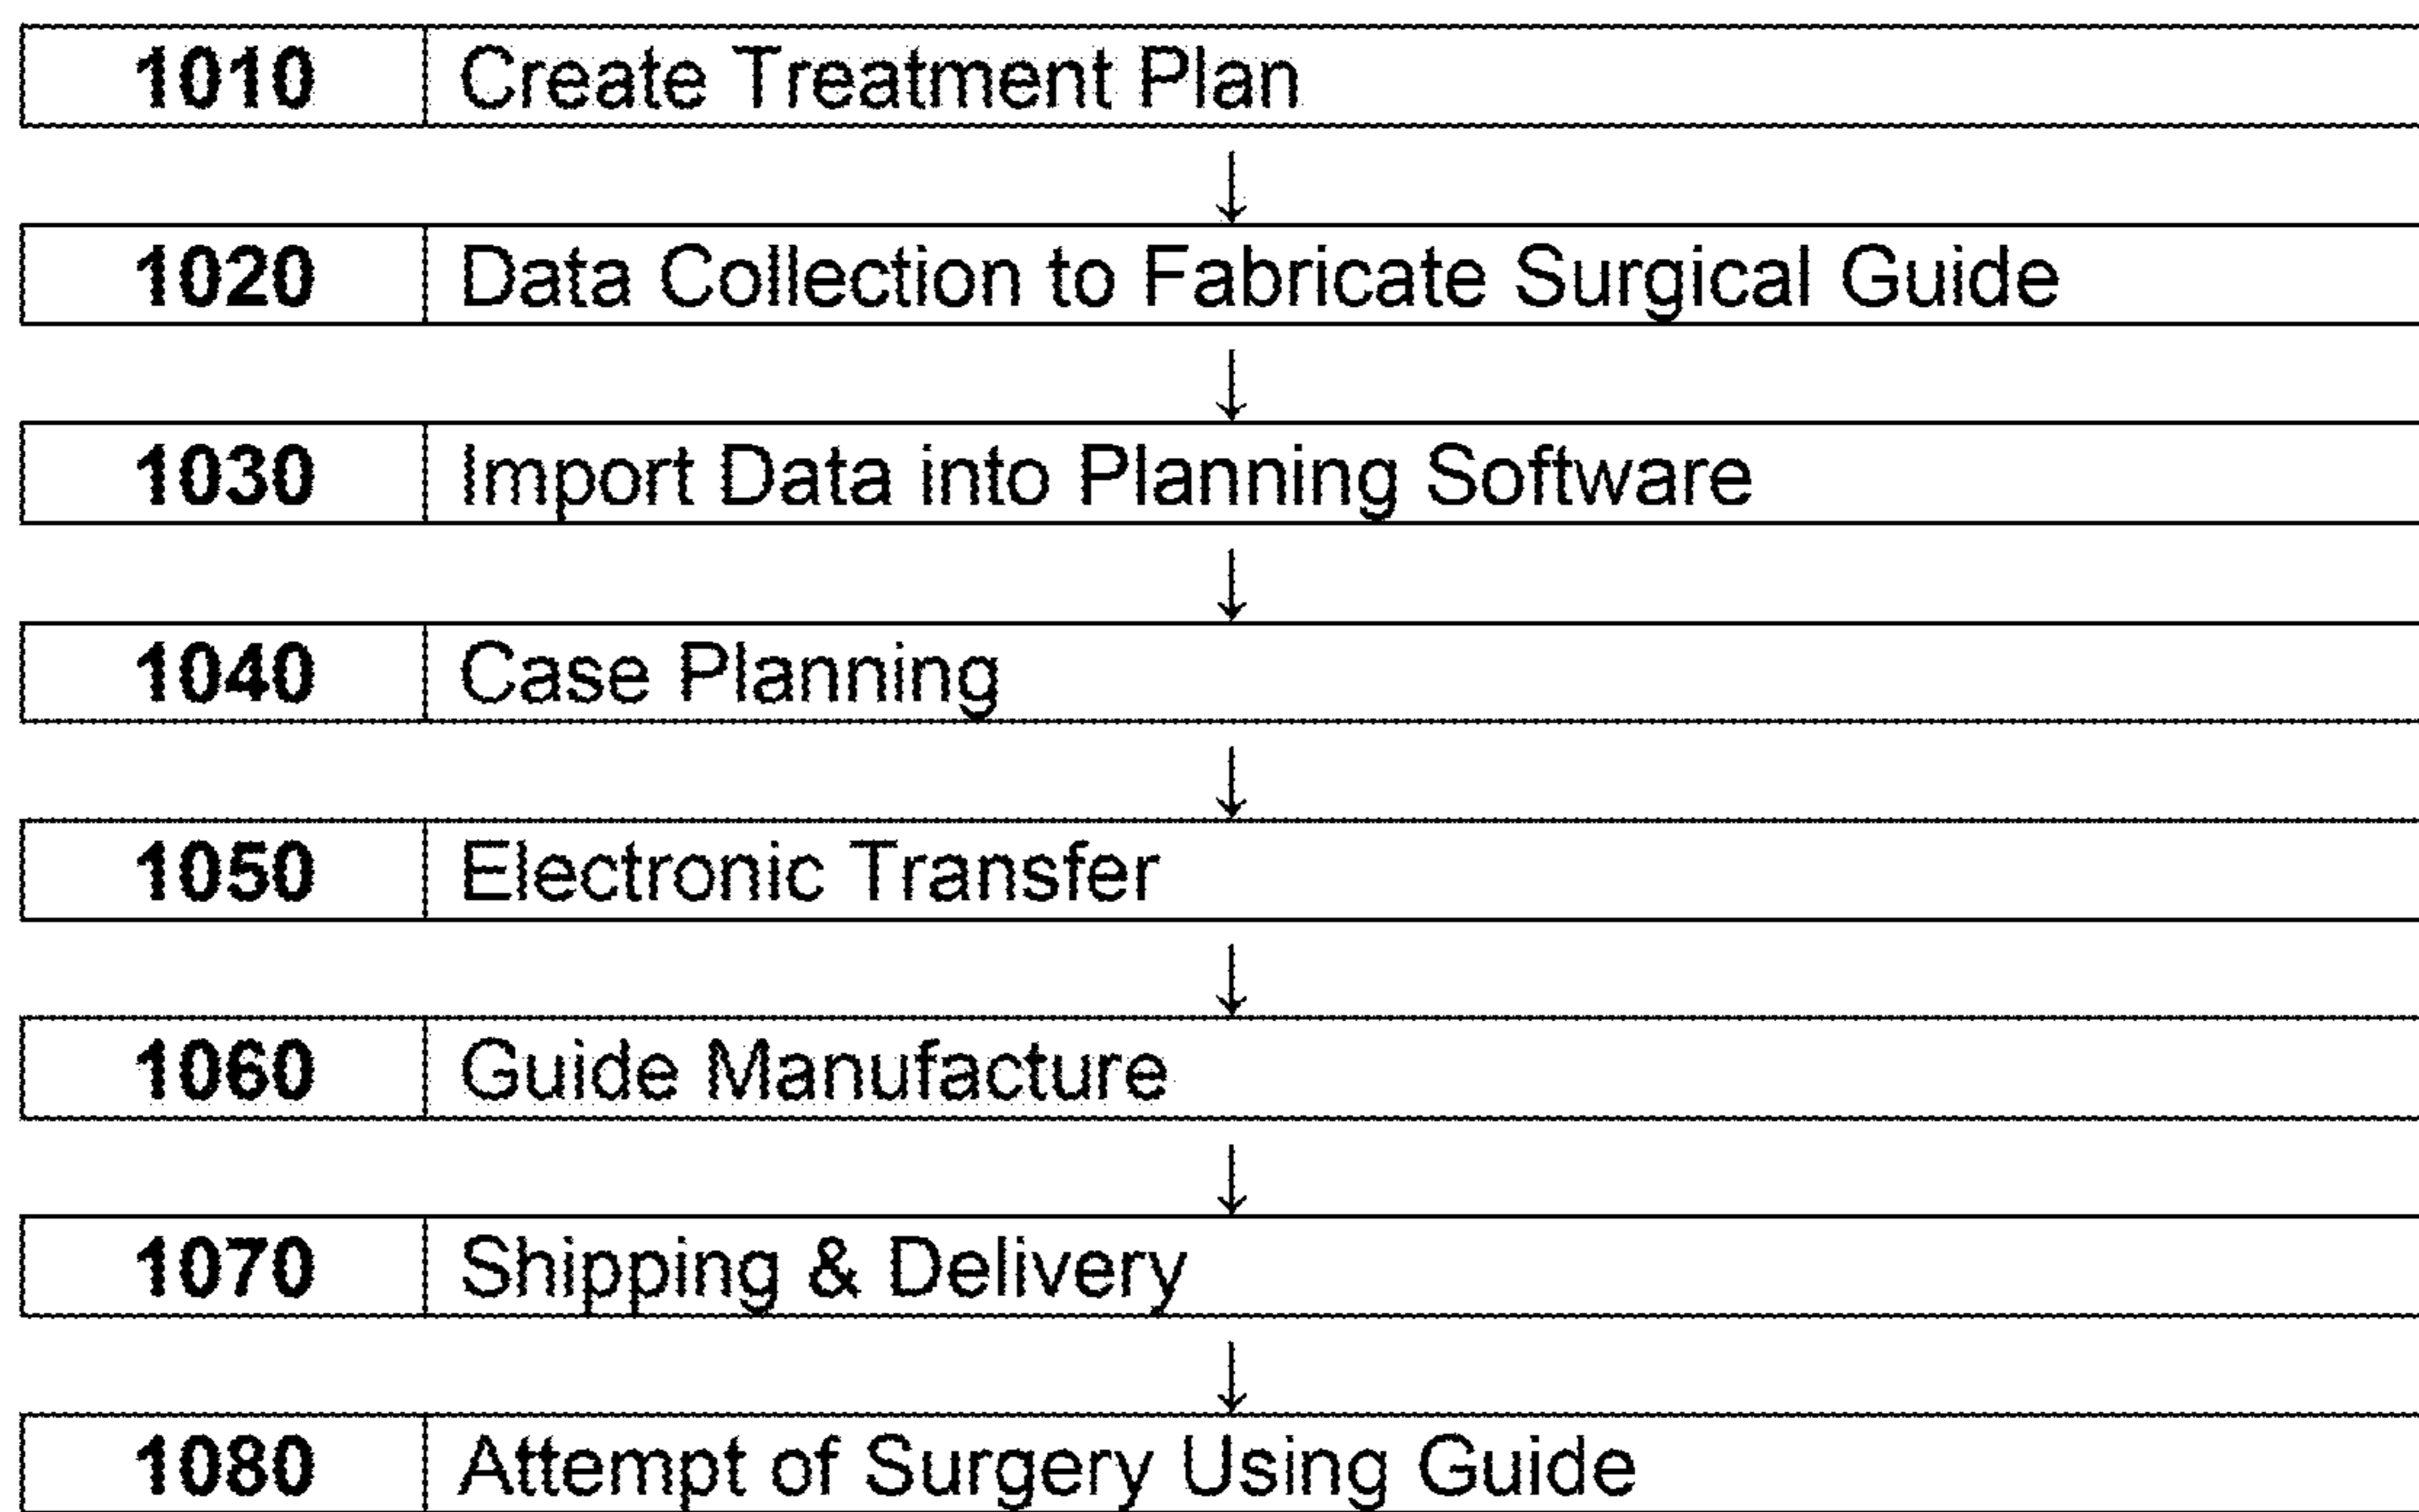 1010 Create Treatment Plan
↓
1020 Data Collection to Fabricate Surgical Guide
↓
1030 Import Data into Planning Software
↓
1040 Case Planning
↓
1050 Electronic Transfer
↓
1060 Guide Manufacture
↓
1070 Shipping & Delivery
↓
1080 Attempt of Surgery Using Guide